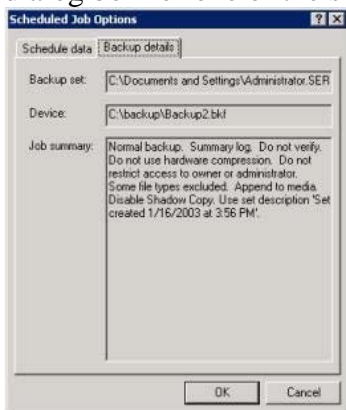 Scheduled Job Options
Schedule data Backup details
Backup set: C:\Documents and Settings\Administrator.SER
Device: C:\backup\Backup2.bkf
Job summary: Normal backup. Summary log. Do not verify.
Do not use hardware compression. Do not
restrict access to owner or administrator.
Some file types excluded. Append to media.
Disable Shadow Copy. Use set description 'Set
created 1/16/2003 at 3:56 PM'.
OK Cancel